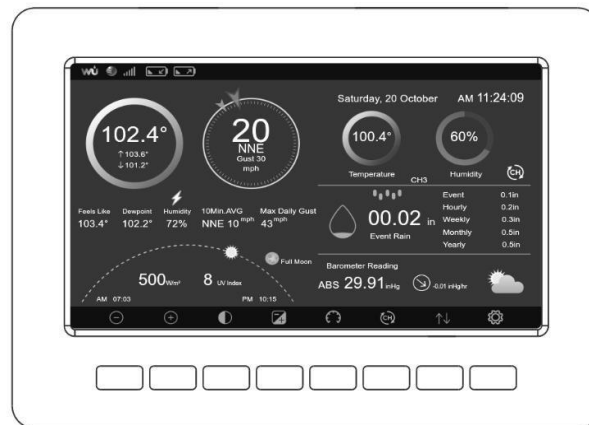 WU
Saturday, 20 October AM 11:24:09
102.4°
↑103.6°
↓101.2°
20
NNE
Gust 30
mph
100.4°
Temperature
60%
Humidity
CH3
CH
Feels Like Dewpoint Humidity
103.4° 102.2° 72%
10Min.AVG Max Daily Gust
NNE 10 mph 43 mph
00.02 in
Event Rain
Event 0.1in
Hourly 0.2in
Weekly 0.3in
Monthly 0.5in
Yearly 0.5in
Full Moon
500 W/m² 8 UV Index
AM 07:03 PM 10:15
Barometer Reading
ABS 29.91 inHg -0.01 inHg/hr
CH